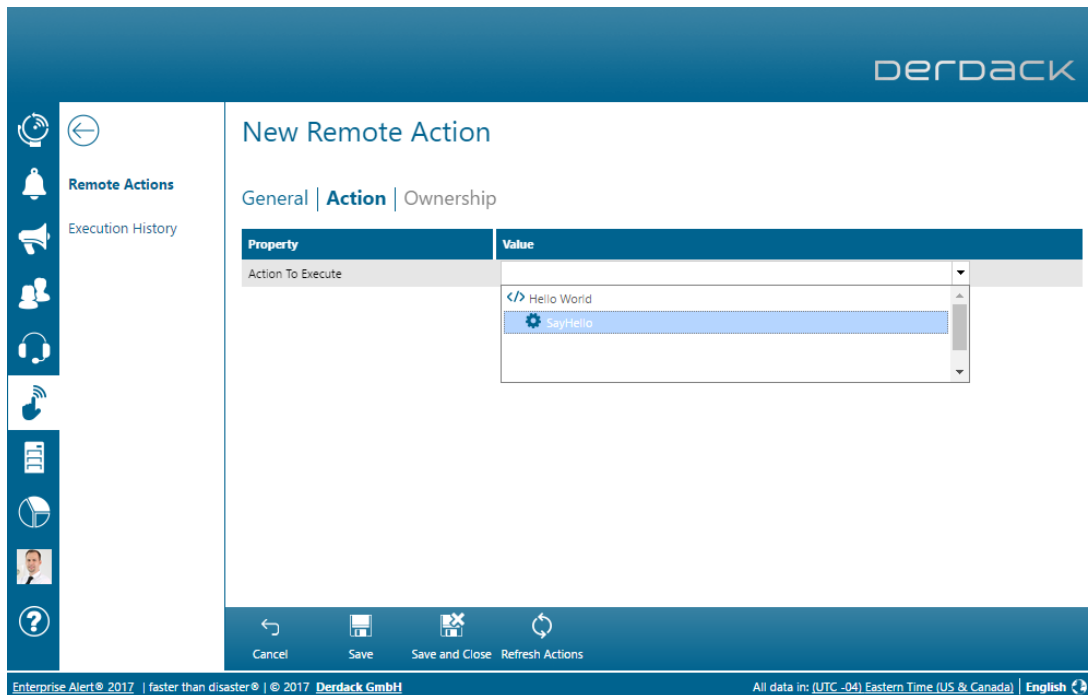 DERDACK
New Remote Action
Remote Actions
Execution History
General | Action | Ownership
Property Value
Action To Execute
</> Hello World
SayHello
Cancel Save Save and Close Refresh Actions
Enterprise Alert® 2017 | faster than disaster® | © 2017 Derdack GmbH All data in: (UTC -04) Eastern Time (US & Canada) | English